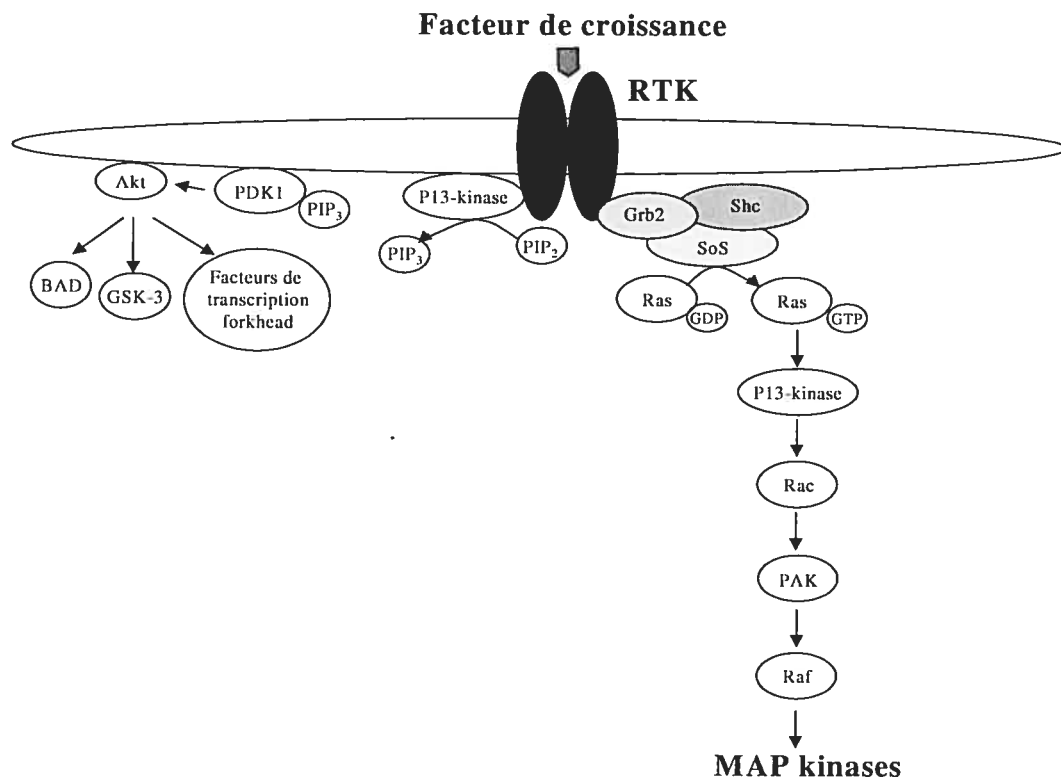 Facteur de croissance
RTK
Akt
PDK1
PIP3
P13-kinase
PIP3
PIP2
Grb2
Shc
SoS
BAD
GSK-3
Facteurs de
transcription
forkhead
Ras
GDP
Ras
GTP
P13-kinase
Rac
PAK
Raf
MAP kinases